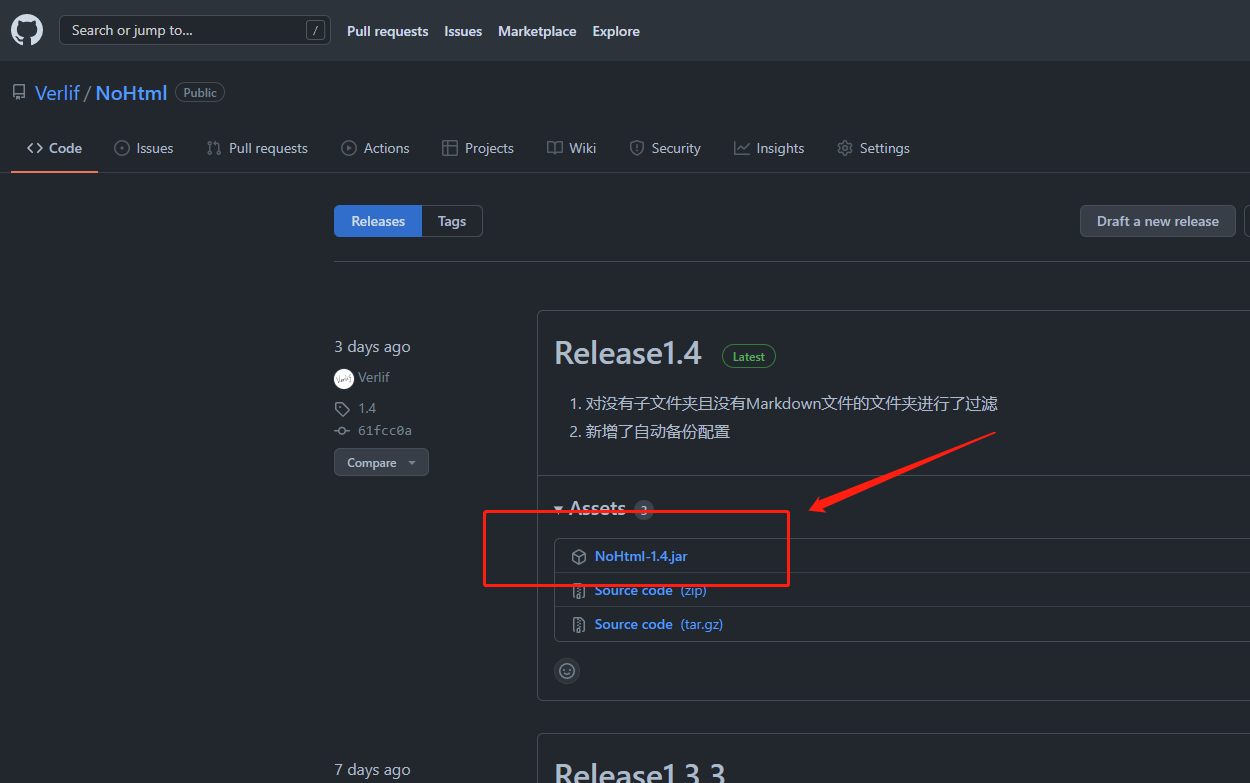 Search or jump to... /
Pull requests Issues Marketplace Explore
Verlif / NoHtml Public
Code Issues Pull requests Actions Projects Wiki Security Insights Settings
Releases Tags
Draft a new release
3 days ago
Verlif
1.4
61fcc0a
Compare
Release1.4 Latest
1. 对没有子文件夹且没有Markdown文件的文件夹进行了过滤
2. 新增了自动备份配置
Assets 3
NoHtml-1.4.jar
Source code (zip)
Source code (tar.gz)
7 days ago
Release1.3.3